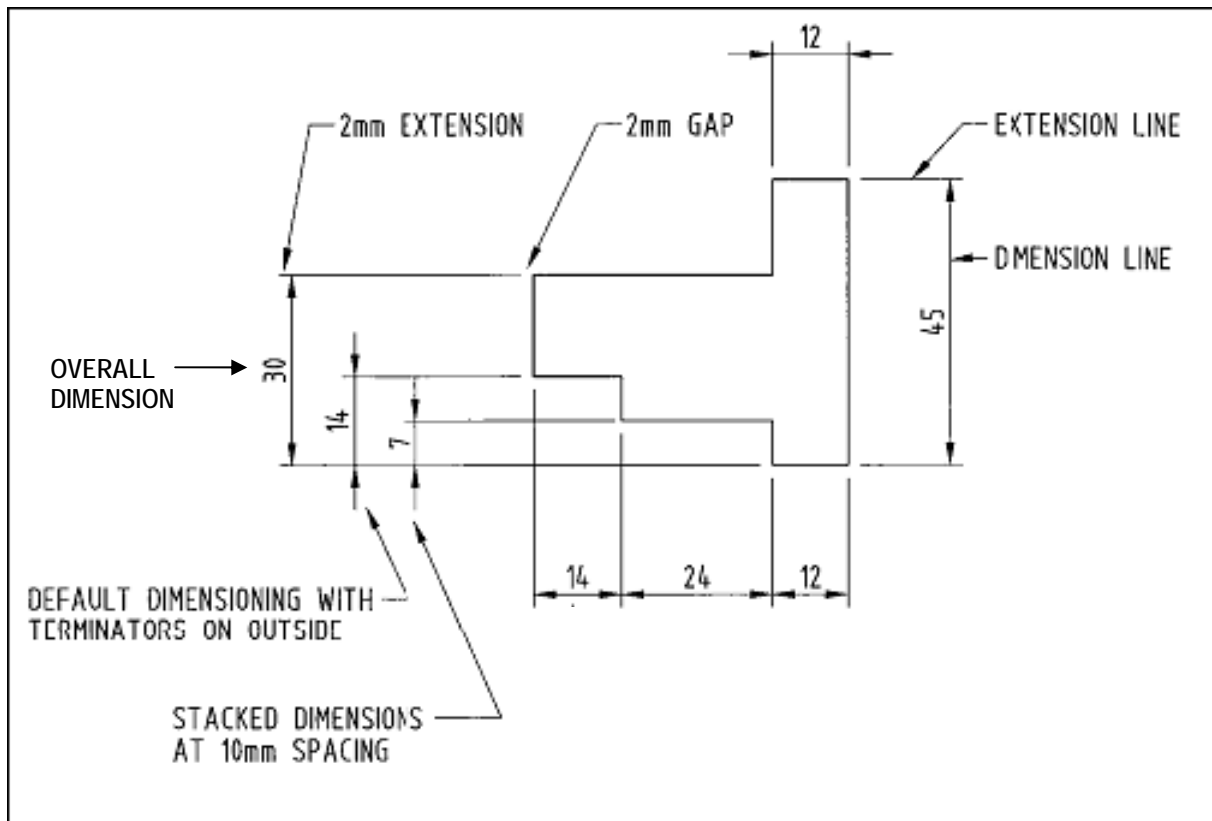 12
2mm EXTENSION
2mm GAP
EXTENSION LINE
DMENSION LINE
45
OVERALL
DIMENSION
30
14
7
14
24
12
DEFAULT DIMENSIONING WITH
TERMINATORS ON OUTSIDE
STACKED DIMENSIONS
AT 10mm SPACING